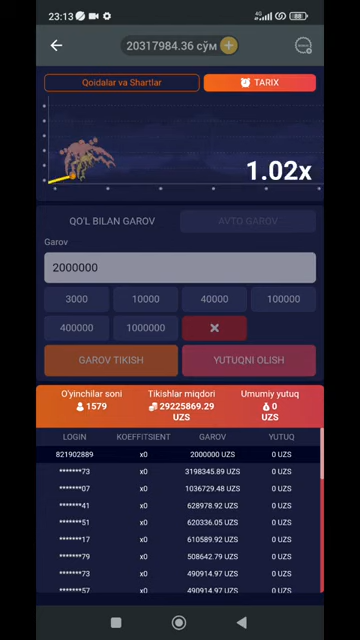 23:13
4G
20317984.36 сўм
Qoidalar va Shartlar
TARIX
1.02x
QO'L BILAN GAROV
AVTO GAROV
Garov
2000000
3000
10000
40000
100000
400000
1000000
GAROV TIKISH
YUTUQNI OLISH
O'yinchilar soni
1579
Tikishlar miqdori
29225869.29
UZS
Umumiy yutuq
0
UZS
LOGIN KOEFFITSIENT GAROV YUTUQ
821902889 x0 2000000 UZS 0 UZS
*******73 x0 3198345.89 UZS 0 UZS
*******07 x0 1036729.48 UZS 0 UZS
*******41 x0 628978.92 UZS 0 UZS
*******51 x0 620336.05 UZS 0 UZS
*******17 x0 610589.92 UZS 0 UZS
*******79 x0 508642.79 UZS 0 UZS
*******73 x0 490914.97 UZS 0 UZS
*******57 x0 490914.97 UZS 0 UZS